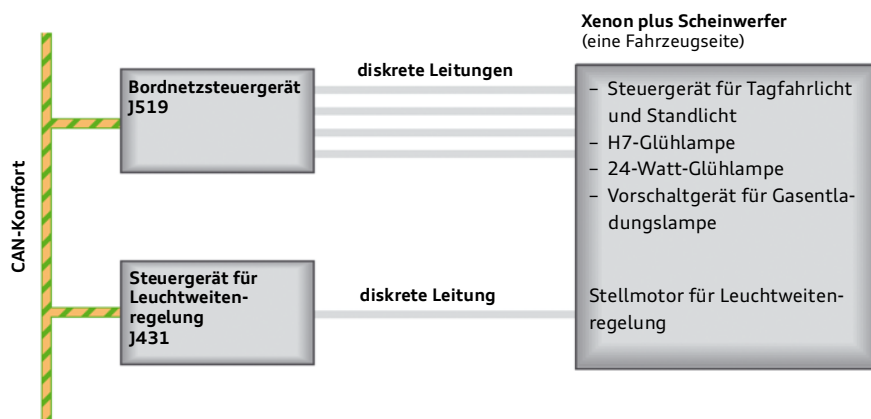 Xenon plus Scheinwerfer
(eine Fahrzeugseite)
CAN-Komfort
Bordnetzsteuergerät
J519
diskrete Leitungen
– Steuergerät für Tagfahrlicht
und Standlicht
– H7-Glühlampe
– 24-Watt-Glühlampe
– Vorschaltgerät für Gasentla-
dungslampe
Steuergerät für
Leuchtweiten-
regelung
J431
diskrete Leitung
Stellmotor für Leuchtweiten-
regelung